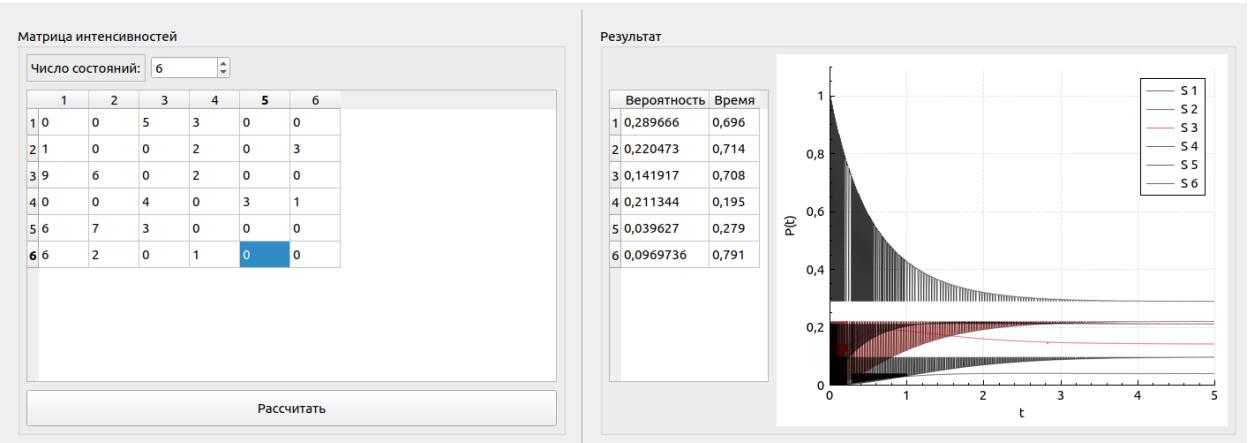 Матрица интенсивностей
Число состояний: 6
1 2 3 4 5 6
1 0 0 5 3 0 0
2 1 0 0 2 0 3
3 9 6 0 2 0 0
4 0 0 4 0 3 1
5 6 7 3 0 0 0
6 6 2 0 1 0 0
Рассчитать
Результат
Вероятность Время
1 0,289666 0,696
2 0,220473 0,714
3 0,141917 0,708
4 0,211344 0,195
5 0,039627 0,279
6 0,0969736 0,791
P(t)
1
0,8
0,6
0,4
0,2
0
0 1 2 3 4 5
t
S 1
S 2
S 3
S 4
S 5
S 6